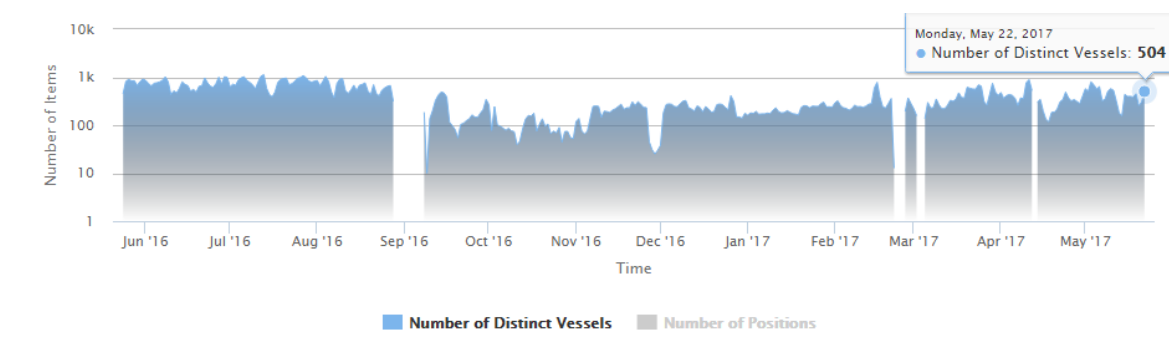 10k
1k
100
10
1
Number of Items
Monday, May 22, 2017
Number of Distinct Vessels: 504
Jun '16 Jul '16 Aug '16 Sep '16 Oct '16 Nov '16 Dec '16 Jan '17 Feb '17 Mar '17 Apr '17 May '17
Time
Number of Distinct Vessels Number of Positions